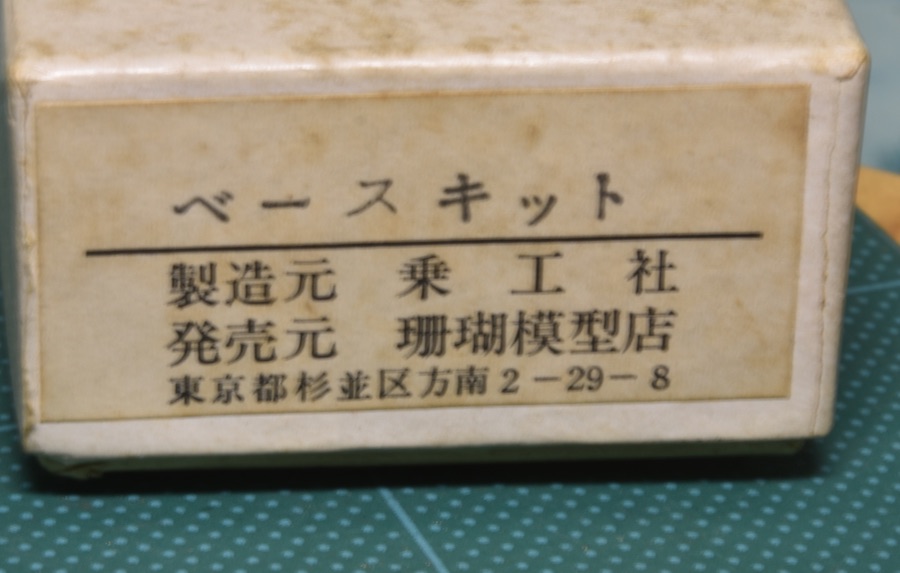 ベースキット
製造元　乗工社
発売元　珊瑚模型店
東京都杉並区方南2－29－8